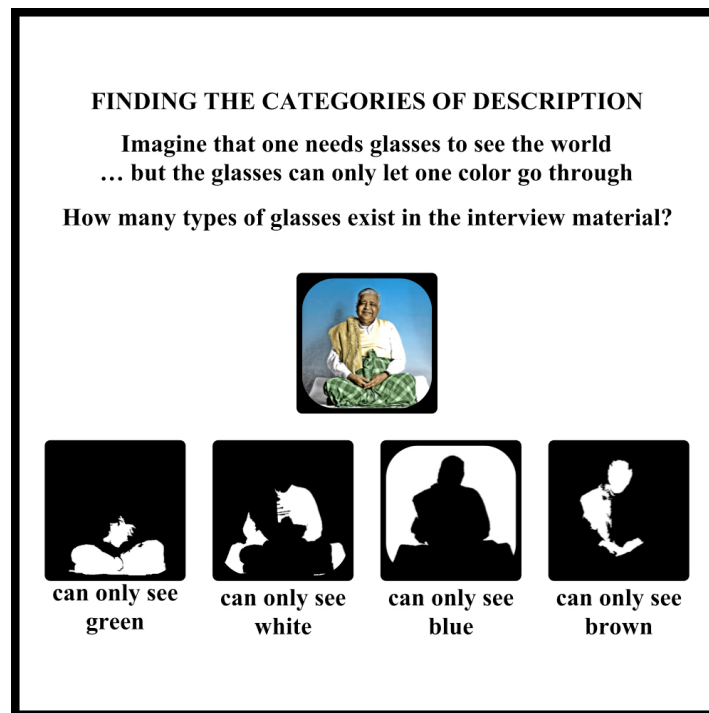 FINDING THE CATEGORIES OF DESCRIPTION
Imagine that one needs glasses to see the world
… but the glasses can only let one color go through
How many types of glasses exist in the interview material?
can only see
green
can only see
white
can only see
blue
can only see
brown